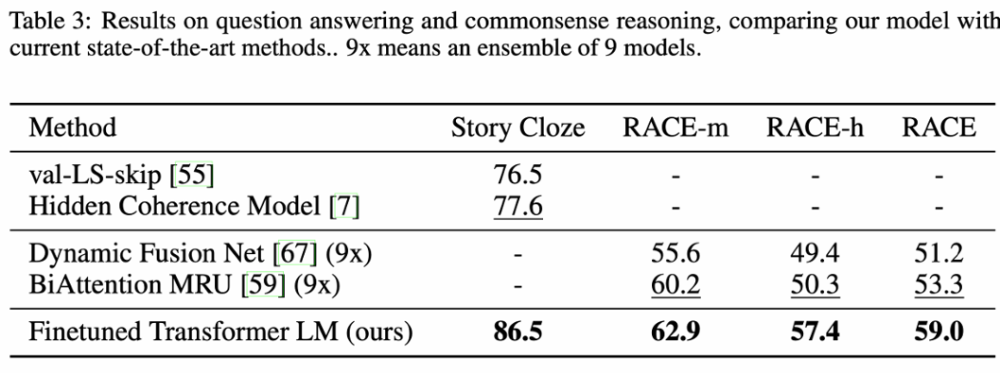 Table 3: Results on question answering and commonsense reasoning, comparing our model with
current state-of-the-art methods.. 9x means an ensemble of 9 models.
Method Story Cloze RACE-m RACE-h RACE
val-LS-skip [55] 76.5 - - -
Hidden Coherence Model [7] 77.6 - - -
Dynamic Fusion Net [67] (9x) - 55.6 49.4 51.2
BiAttention MRU [59] (9x) - 60.2 50.3 53.3
Finetuned Transformer LM (ours) 86.5 62.9 57.4 59.0